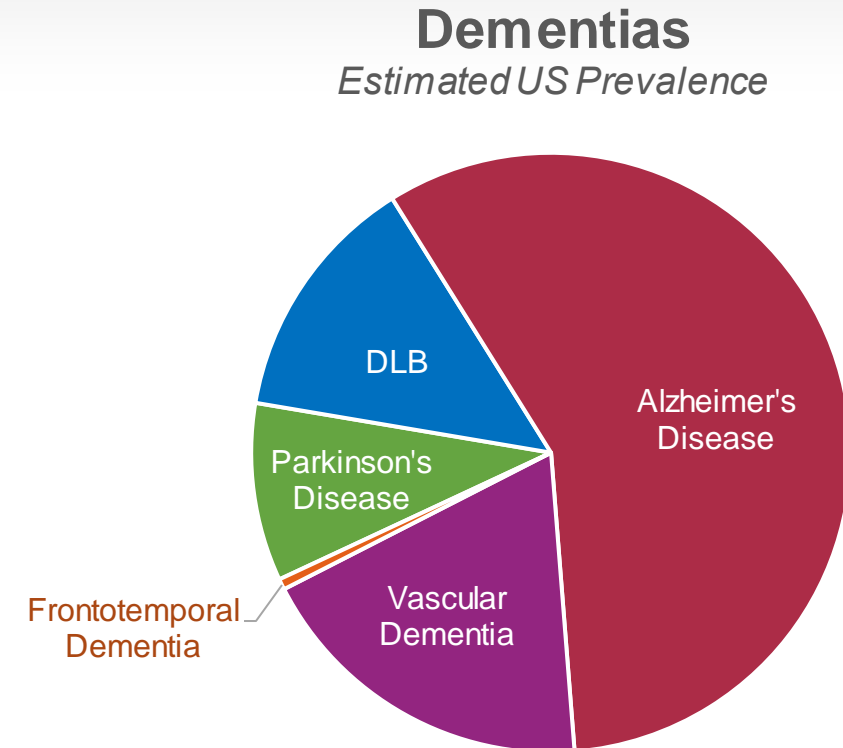 Dementias
Estimated US Prevalence
DLB
Alzheimer's
Disease
Parkinson's
Disease
Vascular
Dementia
Frontotemporal
Dementia